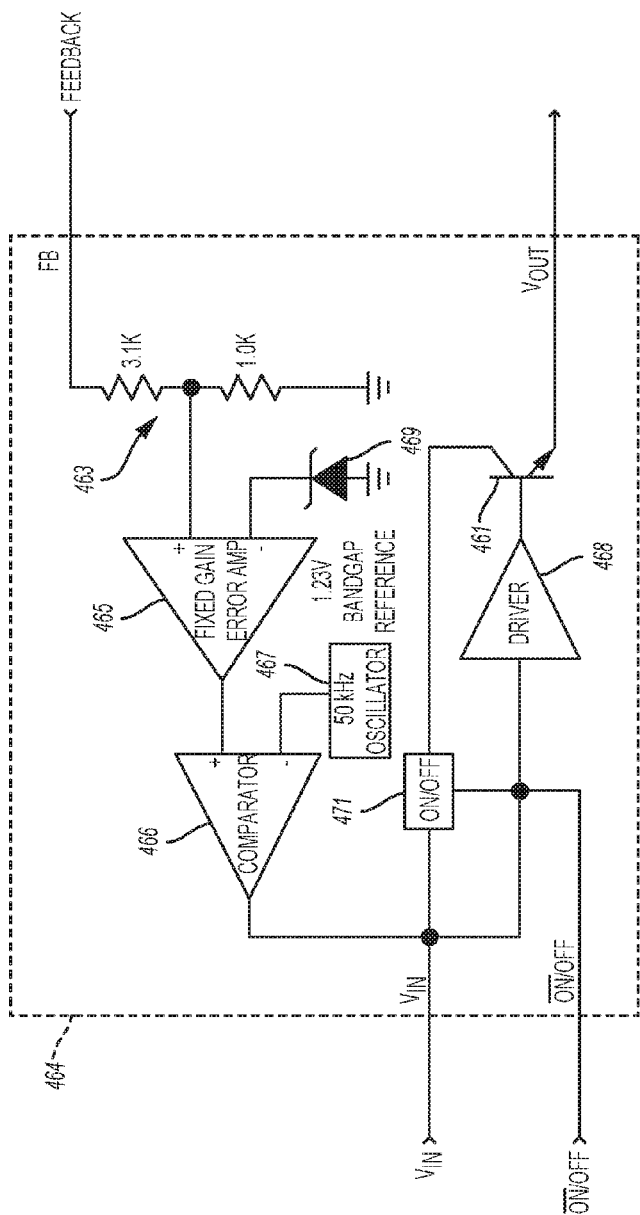 FEEDBACK
FB
3.1K
1.0K
463
469
+
-
FIXED GAIN
ERROR AMP
465
1.23V
BANDGAP
REFERENCE
467
50 kHz
OSCILLATOR
+
-
COMPARATOR
466
471
ON/OFF
461
DRIVER
468
VOUT
VIN
ON/OFF
464
VIN
ON/OFF